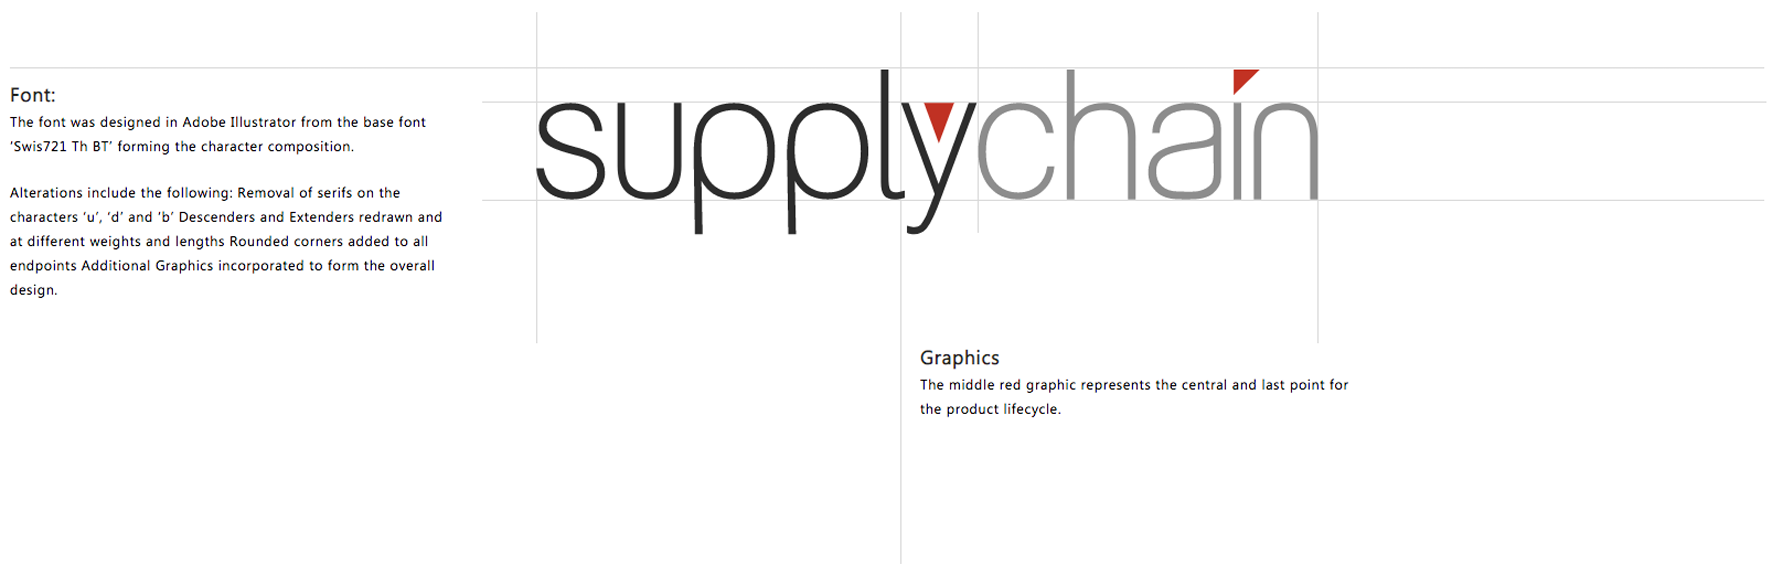 supplychain
Font:
The font was designed in Adobe Illustrator from the base font
‘Swis721 Th BT’ forming the character composition.
Alterations include the following: Removal of serifs on the
characters ‘u’, ‘d’ and ‘b’ Descenders and Extenders redrawn and
at different weights and lengths Rounded corners added to all
endpoints Additional Graphics incorporated to form the overall
design.
Graphics
The middle red graphic represents the central and last point for
the product lifecycle.